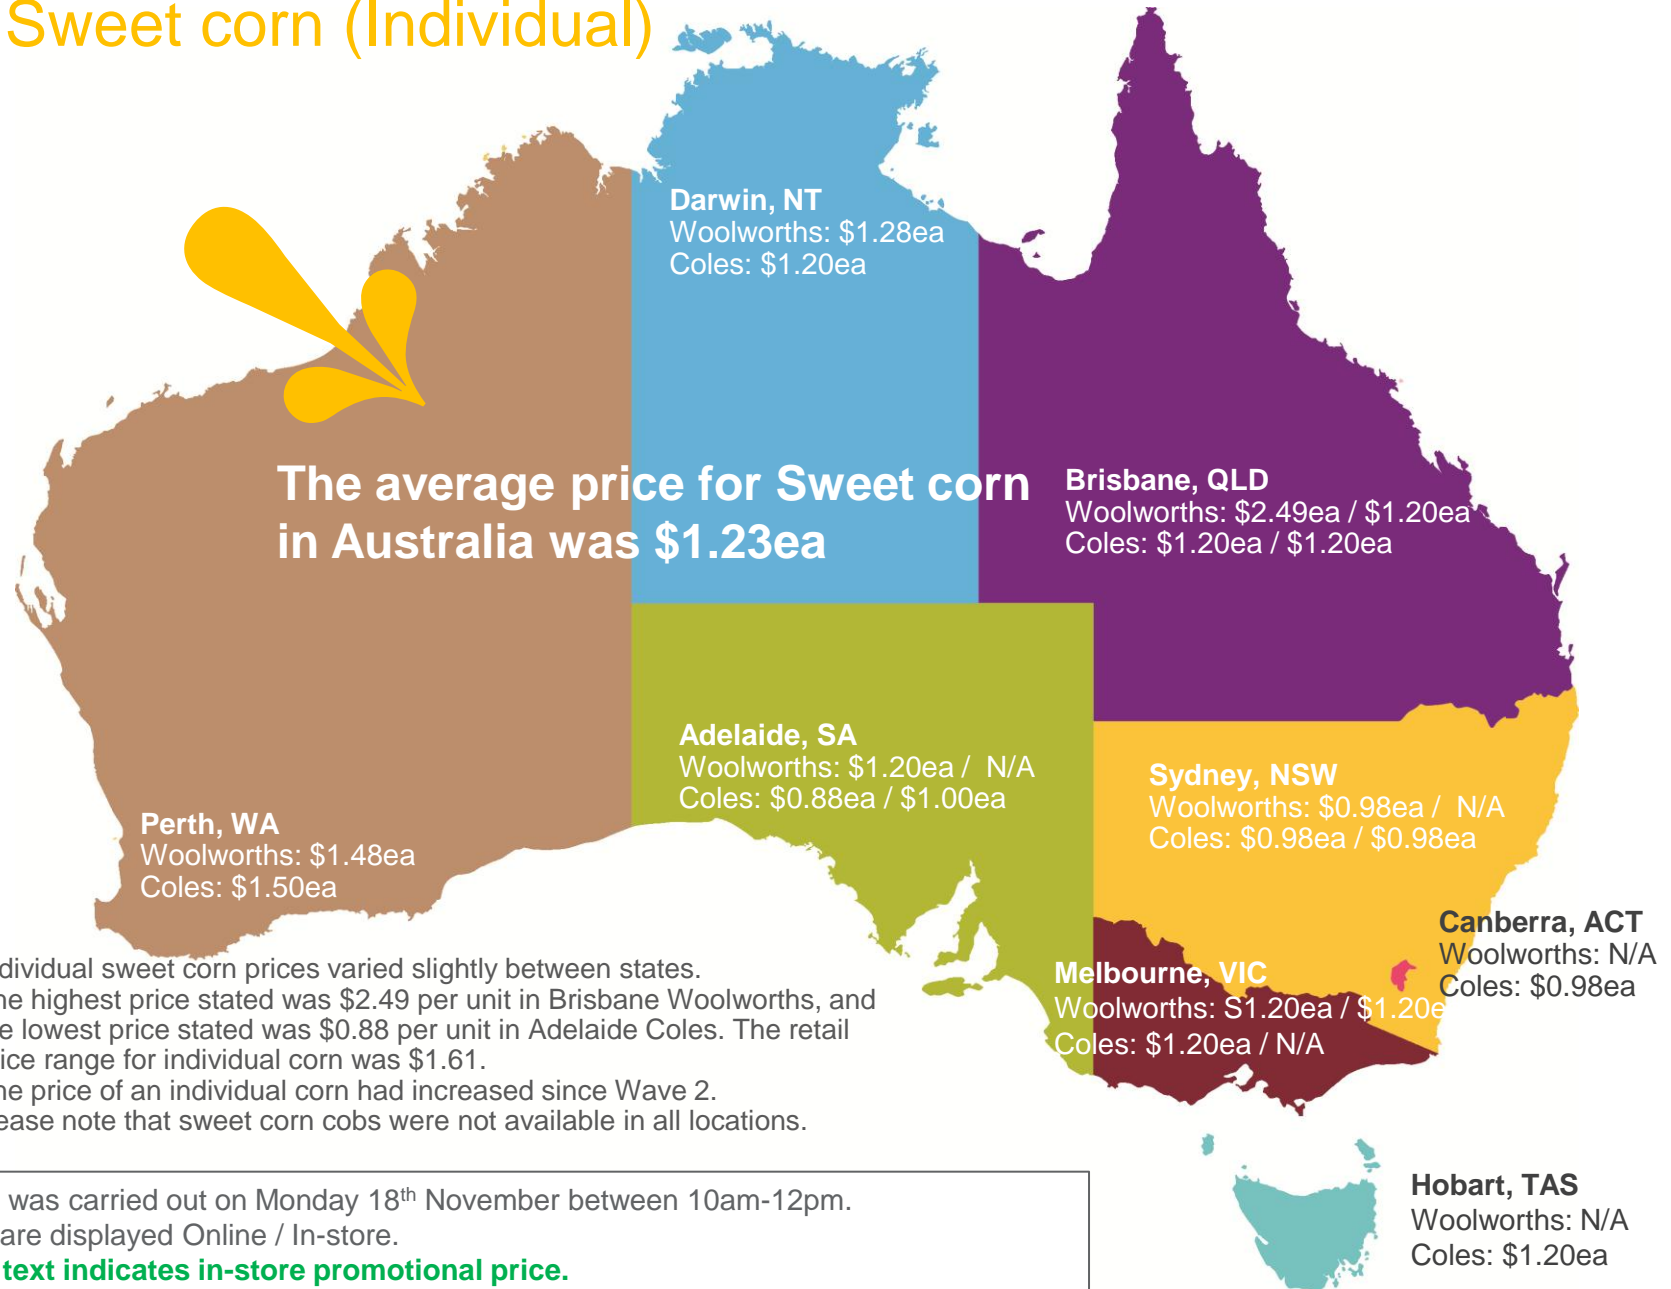 Sweet corn (Individual)
Darwin, NT
Woolworths: $1.28ea
Coles: $1.20ea
The average price for Sweet corn
in Australia was $1.23ea
Brisbane, QLD
Woolworths: $2.49ea / $1.20ea
Coles: $1.20ea / $1.20ea
Adelaide, SA
Woolworths: $1.20ea / N/A
Coles: $0.88ea / $1.00ea
Sydney, NSW
Woolworths: $0.98ea / N/A
Coles: $0.98ea / $0.98ea
Perth, WA
Woolworths: $1.48ea
Coles: $1.50ea
Canberra, ACT
Woolworths: N/A
Coles: $0.98ea
Melbourne, VIC
Woolworths: S1.20ea / $1.20e
Coles: $1.20ea / N/A
dividual sweet corn prices varied slightly between states.
he highest price stated was $2.49 per unit in Brisbane Woolworths, and
e lowest price stated was $0.88 per unit in Adelaide Coles. The retail
ice range for individual corn was $1.61.
he price of an individual corn had increased since Wave 2.
ease note that sweet corn cobs were not available in all locations.
was carried out on Monday 18th November between 10am-12pm.
are displayed Online / In-store.
text indicates in-store promotional price.
Hobart, TAS
Woolworths: N/A
Coles: $1.20ea